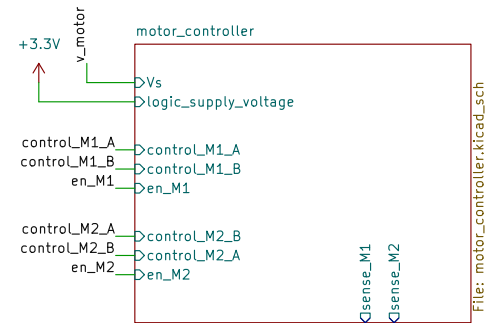 motor_controller
+3.3V
v_motor
Vs
logic_supply_voltage
control_M1_A
control_M1_A
control_M1_B
control_M1_B
en_M1
en_M1
control_M2_A
control_M2_B
control_M2_B
control_M2_A
en_M2
en_M2
sense_M1
sense_M2
File: motor_controller.kicad_sch